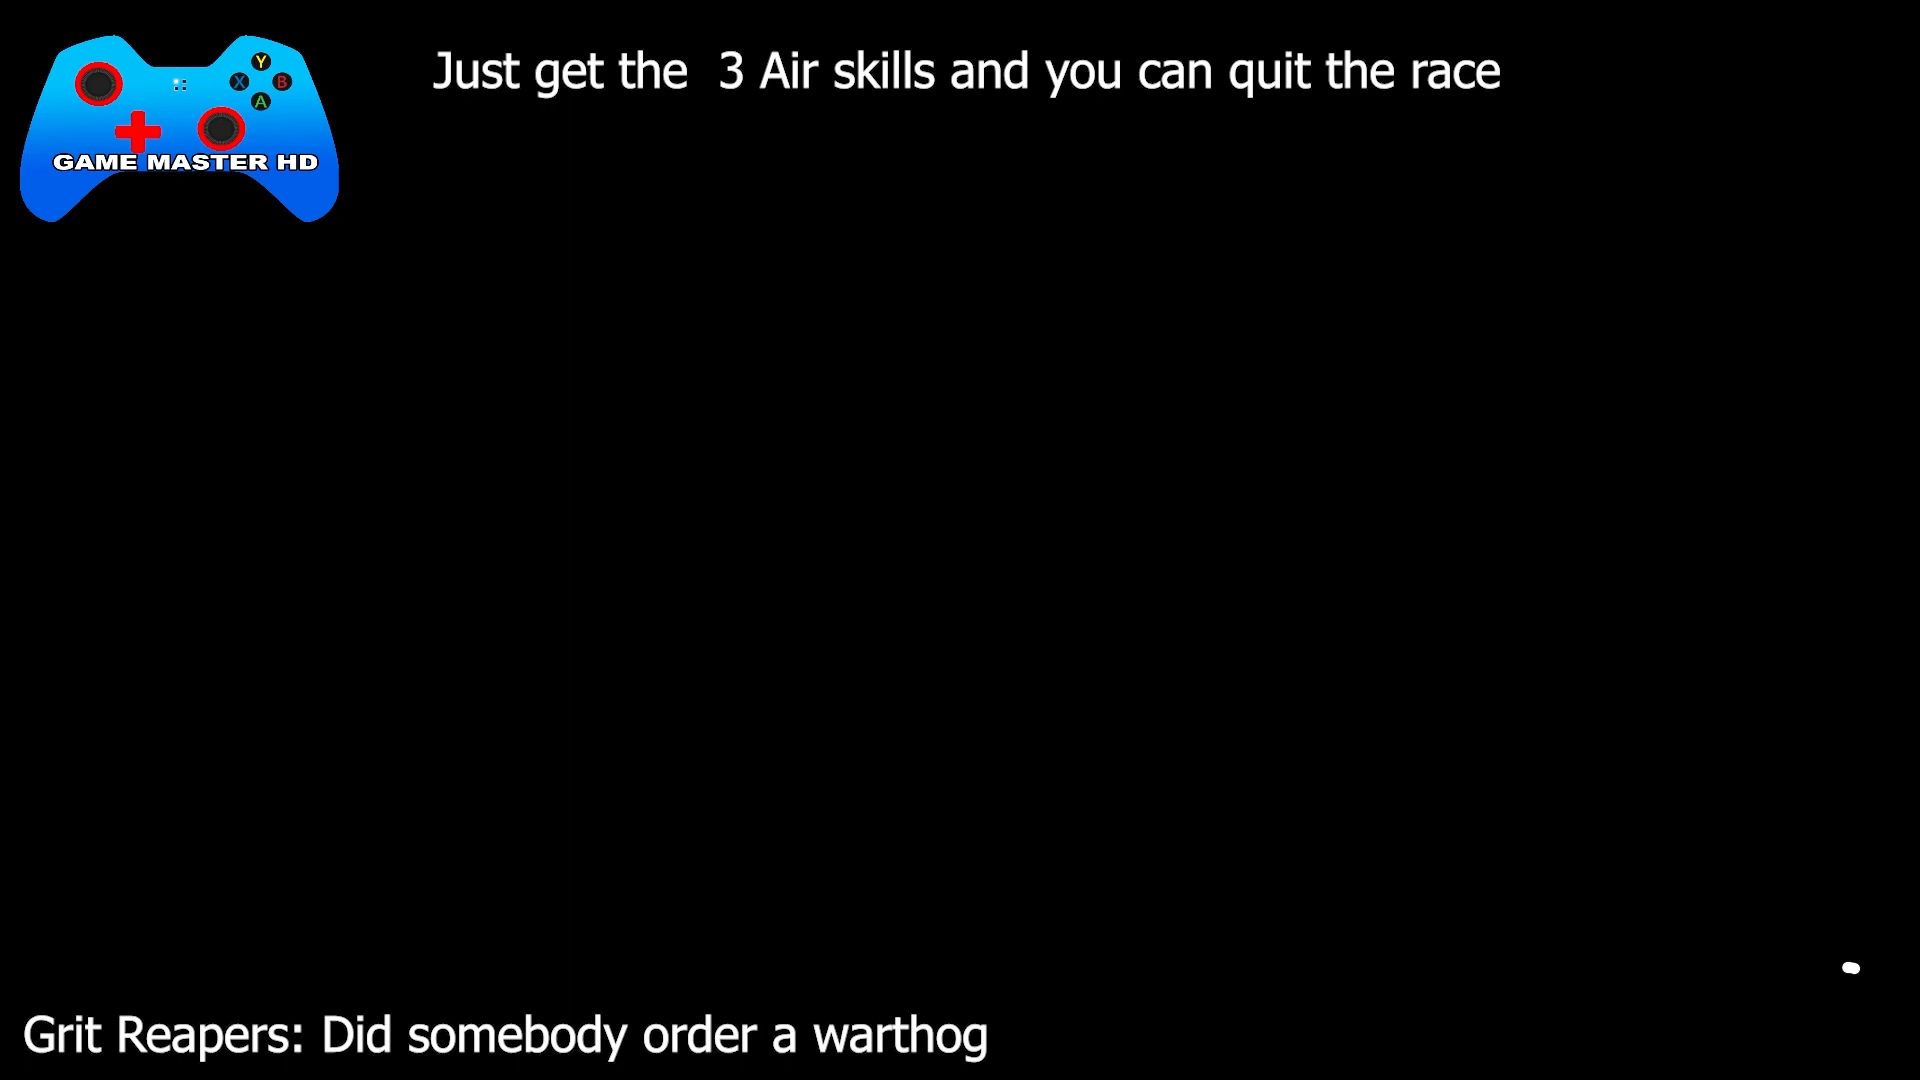 Just get the  3 Air skills and you can quit the race
Y
X B
A
GAME MASTER HD
Grit Reapers: Did somebody order a warthog